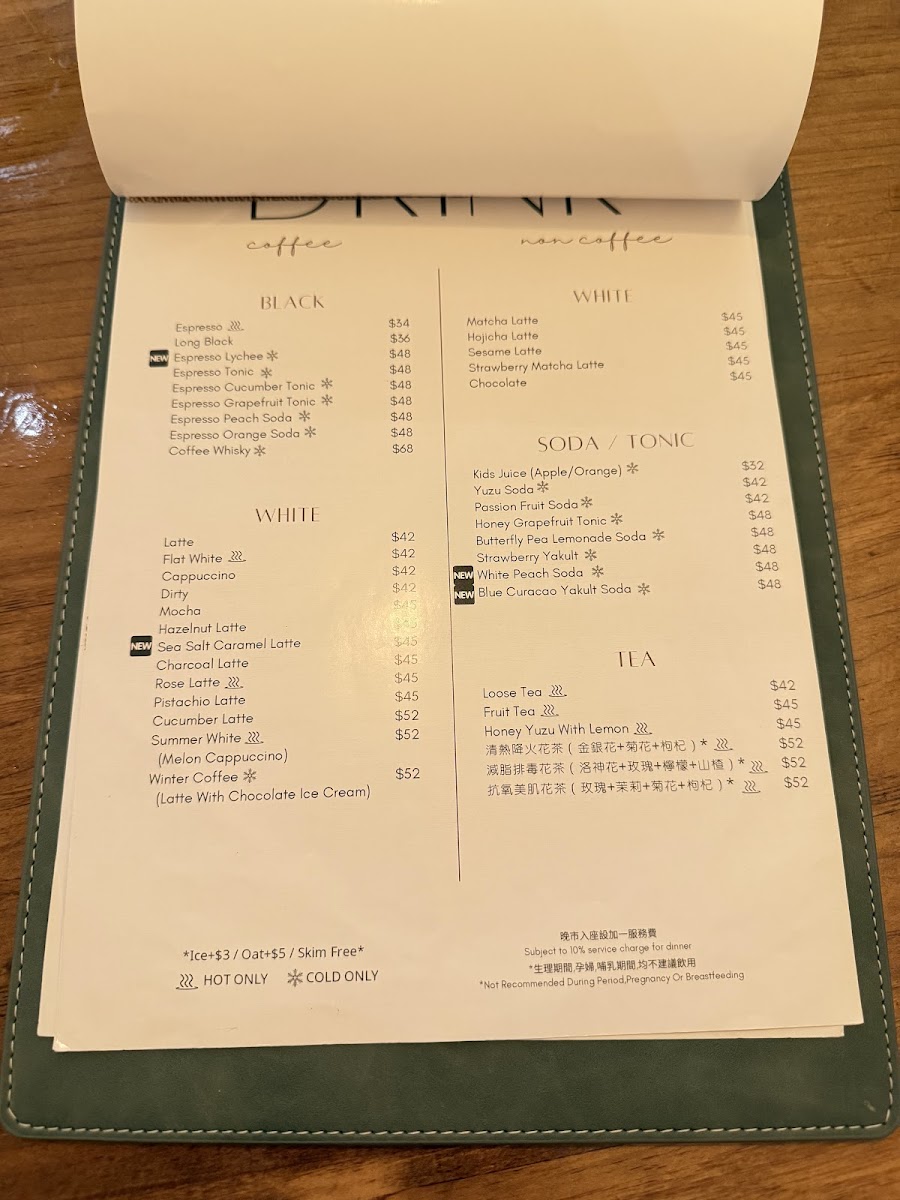 DRINK
coffee
BLACK
Espresso $34
Long Black $36
NEW Espresso Lychee $48
Espresso Tonic $48
Espresso Cucumber Tonic $48
Espresso Grapefruit Tonic $48
Espresso Peach Soda $48
Espresso Orange Soda $48
Coffee Whisky $68
WHITE
Latte $42
Flat White $42
Cappuccino $42
Dirty $42
Mocha $45
Hazelnut Latte $45
NEW Sea Salt Caramel Latte $45
Charcoal Latte $45
Rose Latte $45
Pistachio Latte $45
Cucumber Latte $52
Summer White $52
(Melon Cappuccino)
Winter Coffee $52
(Latte With Chocolate Ice Cream)
*Ice+$3 / Oat+$5 / Skim Free*
HOT ONLY COLD ONLY
non coffee
WHITE
Matcha Latte $45
Hojicha Latte $45
Sesame Latte $45
Strawberry Matcha Latte $45
Chocolate $45
SODA / TONIC
Kids Juice (Apple/Orange) $32
Yuzu Soda $42
Passion Fruit Soda $42
Honey Grapefruit Tonic $48
Butterfly Pea Lemonade Soda $48
Strawberry Yakult $48
NEW White Peach Soda $48
NEW Blue Curacao Yakult Soda $48
TEA
Loose Tea $42
Fruit Tea $45
Honey Yuzu With Lemon $45
清熱降火花茶 ( 金銀花+菊花+枸杞 ) * $52
減脂排毒花茶 ( 洛神花+玫瑰+檸檬+山楂 ) * $52
抗氧美肌花茶 ( 玫瑰+茉莉+菊花+枸杞 ) * $52
晚市入座設加一服務費
Subject to 10% service charge for dinner
*生理期間,孕婦,哺乳期間,均不建議飲用
*Not Recommended During Period,Pregnancy Or Breastfeeding